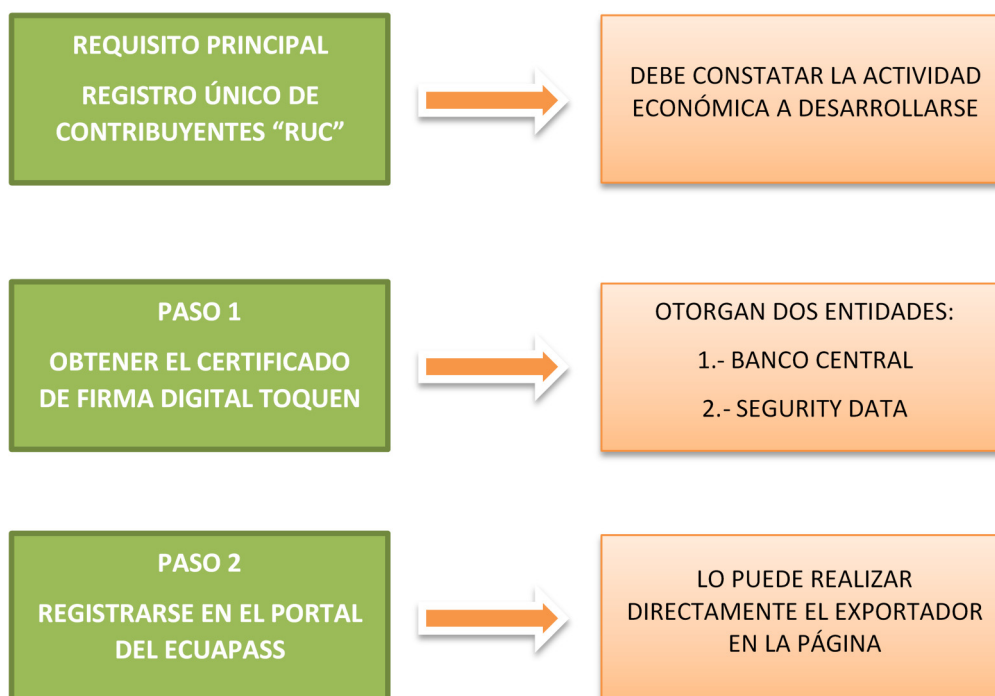 REQUISITO PRINCIPAL
REGISTRO ÚNICO DE
CONTRIBUYENTES “RUC”
DEBE CONSTATAR LA ACTIVIDAD
ECONÓMICA A DESARROLLARSE
PASO 1
OBTENER EL CERTIFICADO
DE FIRMA DIGITAL TOQUEN
OTORGAN DOS ENTIDADES:
1.- BANCO CENTRAL
2.- SEGURITY DATA
PASO 2
REGISTRARSE EN EL PORTAL
DEL ECUAPASS
LO PUEDE REALIZAR
DIRECTAMENTE EL EXPORTADOR
EN LA PÁGINA